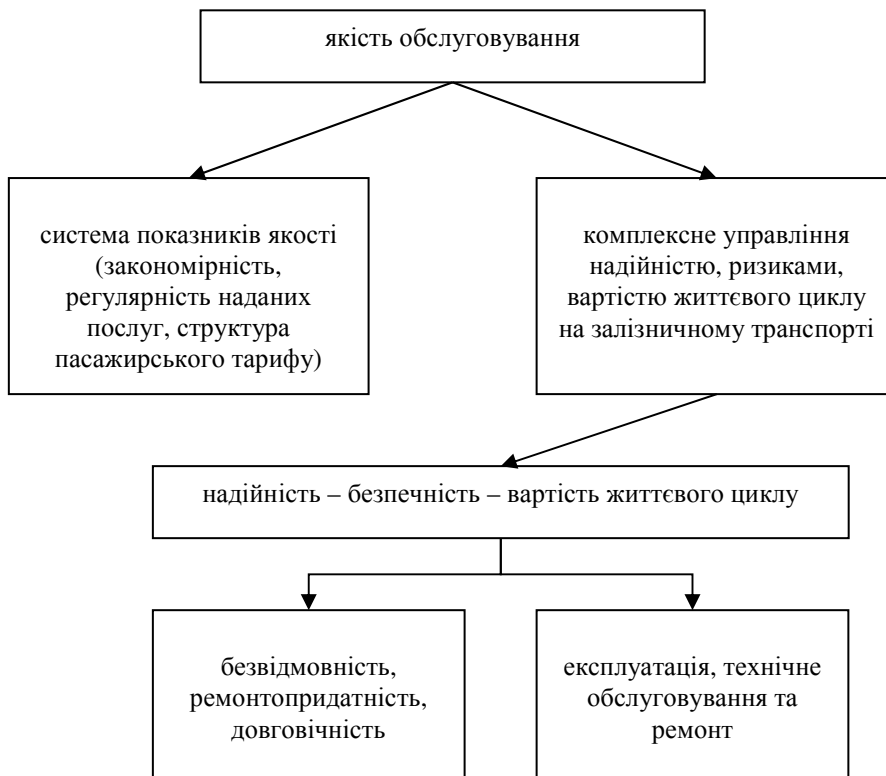 якість обслуговування
система показників якості
(закономірність,
регулярність наданих
послуг, структура
пасажирського тарифу)
комплексне управління
надійністю, ризиками,
вартістю життєвого циклу
на залізничному транспорті
надійність – безпечність – вартість життєвого циклу
безвідмовність,
ремонтопридатність,
довговічність
експлуатація, технічне
обслуговування та
ремонт